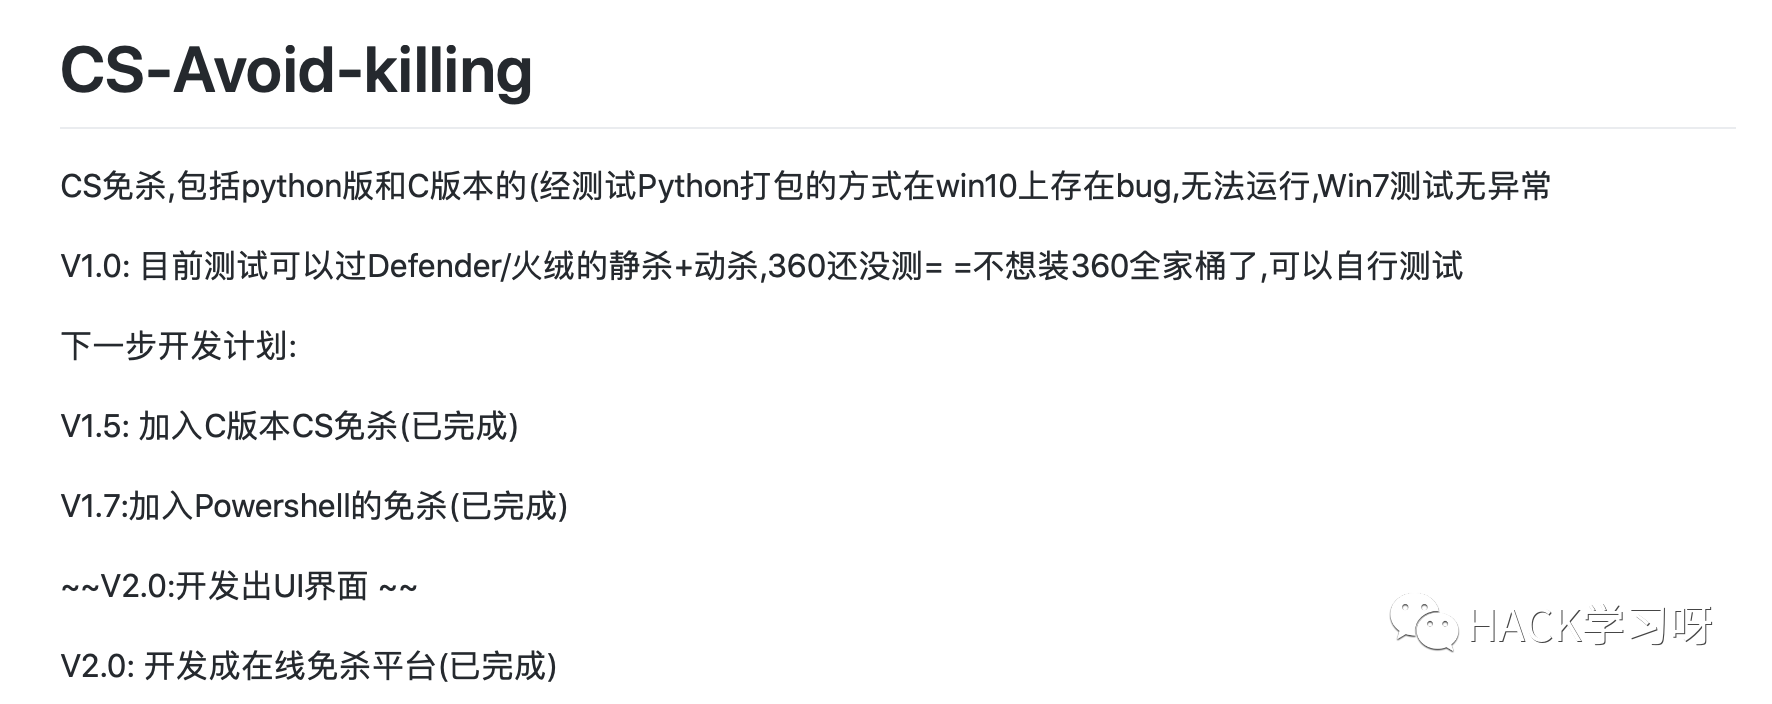 CS-Avoid-killing
CS免杀,包括python版和C版本的(经测试Python打包的方式在win10上存在bug,无法运行,Win7测试无异常
V1.0: 目前测试可以过Defender/火绒的静杀+动杀,360还没测= =不想装360全家桶了,可以自行测试
下一步开发计划:
V1.5: 加入C版本CS免杀(已完成)
V1.7:加入Powershell的免杀(已完成)
~~V2.0:开发出UI界面 ~~
HACK学习呀
V2.0: 开发成在线免杀平台(已完成)